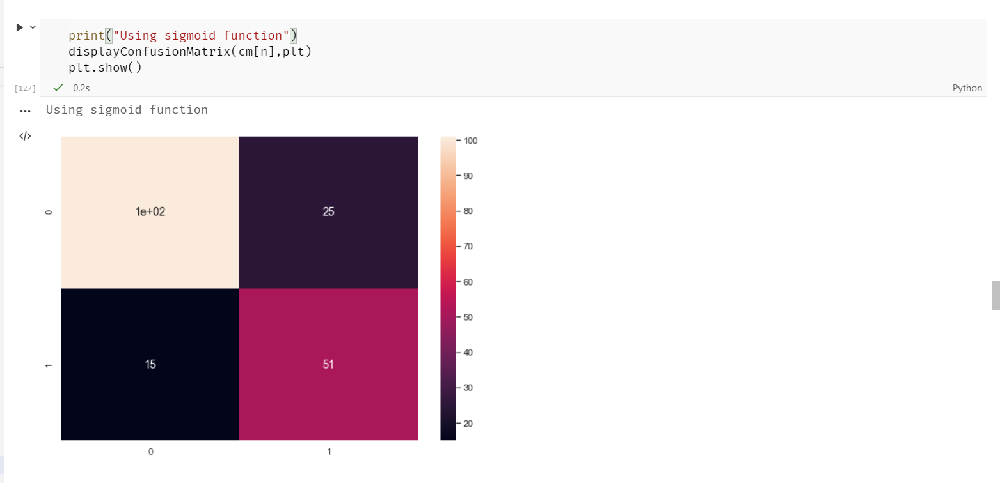 print("Using sigmoid function")
displayConfusionMatrix(cm[n],plt)
plt.show()
[127]
0.2s
Python
Using sigmoid function
100
90
80
70
60
50
40
30
20
0
1e+02
25
1
15
51
0
1